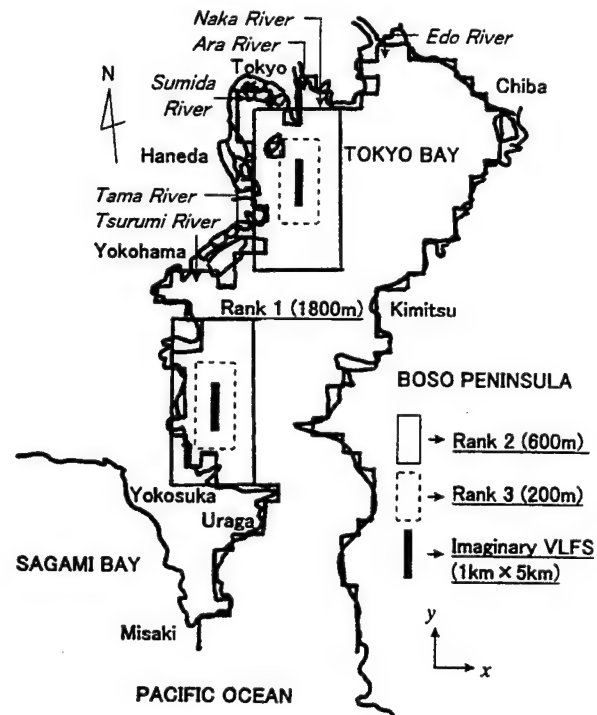 Naka River
Ara River
Edo River
Tokyo
N
Sumida
River
Chiba
Haneda
TOKYO BAY
Tama River
Tsurumi River
Yokohama
Rank 1 (1800m)
Kimitsu
BOSO PENINSULA
Rank 2 (600m)
Rank 3 (200m)
Imaginary VLFS
(1km×5km)
Yokosuka
Uraga
SAGAMI BAY
Misaki
y
x
PACIFIC OCEAN